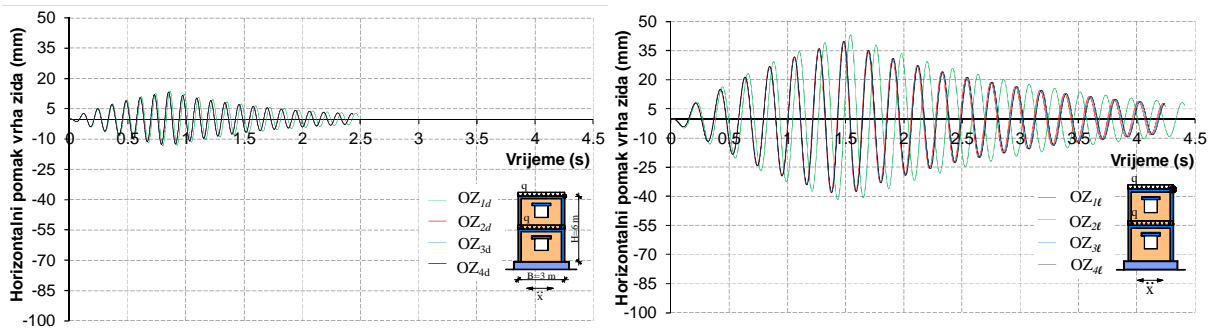 Horizontalni pomak vrha zida (mm)
50
35
20
5
-10
-25
-40
-55
-70
-85
-100
0 0.5 1 1.5 2 2.5 3 3.5 4 4.5
Vrijeme (s)
OZ1d
OZ2d
OZ3d
OZ4d
q
q
H=6 m
B=3 m
ẍ
Horizontalni pomak vrha zida (mm)
50
35
20
5
-10
-25
-40
-55
-70
-85
-100
0 0.5 1 1.5 2 2.5 3 3.5 4 4.5
Vrijeme (s)
OZ1ℓ
OZ2ℓ
OZ3ℓ
OZ4ℓ
q
q
ẍ